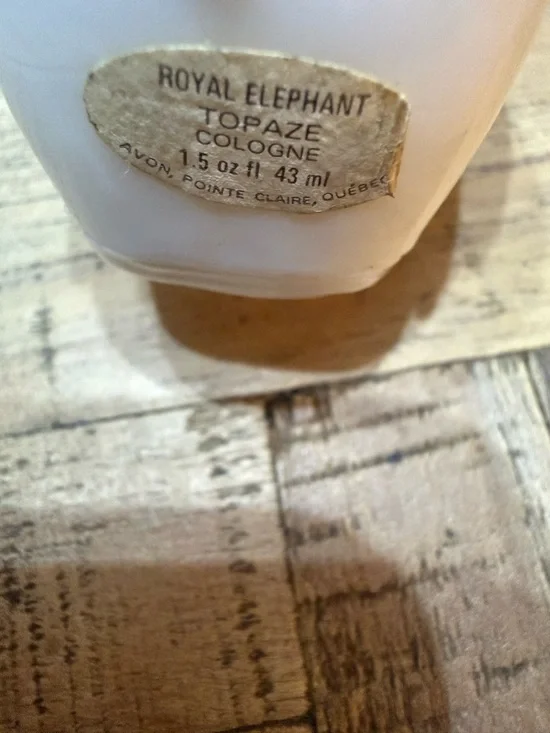 ROYAL ELEPHANT
TOPAZE
COLOGNE
1.5 oz fl 43 ml
AVON, POINTE CLAIRE, QUÉBEC